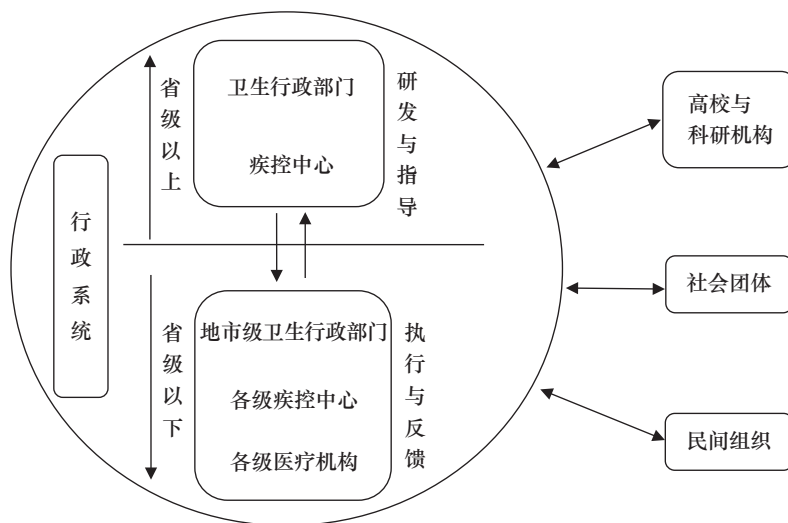 行政系统
省级以上
卫生行政部门
疾控中心
研发与指导
省级以下
地市级卫生行政部门
各级疾控中心
各级医疗机构
执行与反馈
高校与
科研机构
社会团体
民间组织